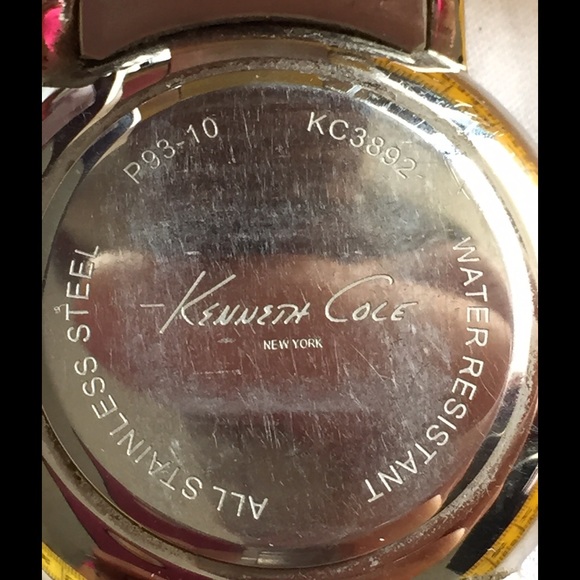 P93-10
KC3892-
WATER RESISTANT
ALL STAINLESS STEEL
KENNETH COLE
NEW YORK